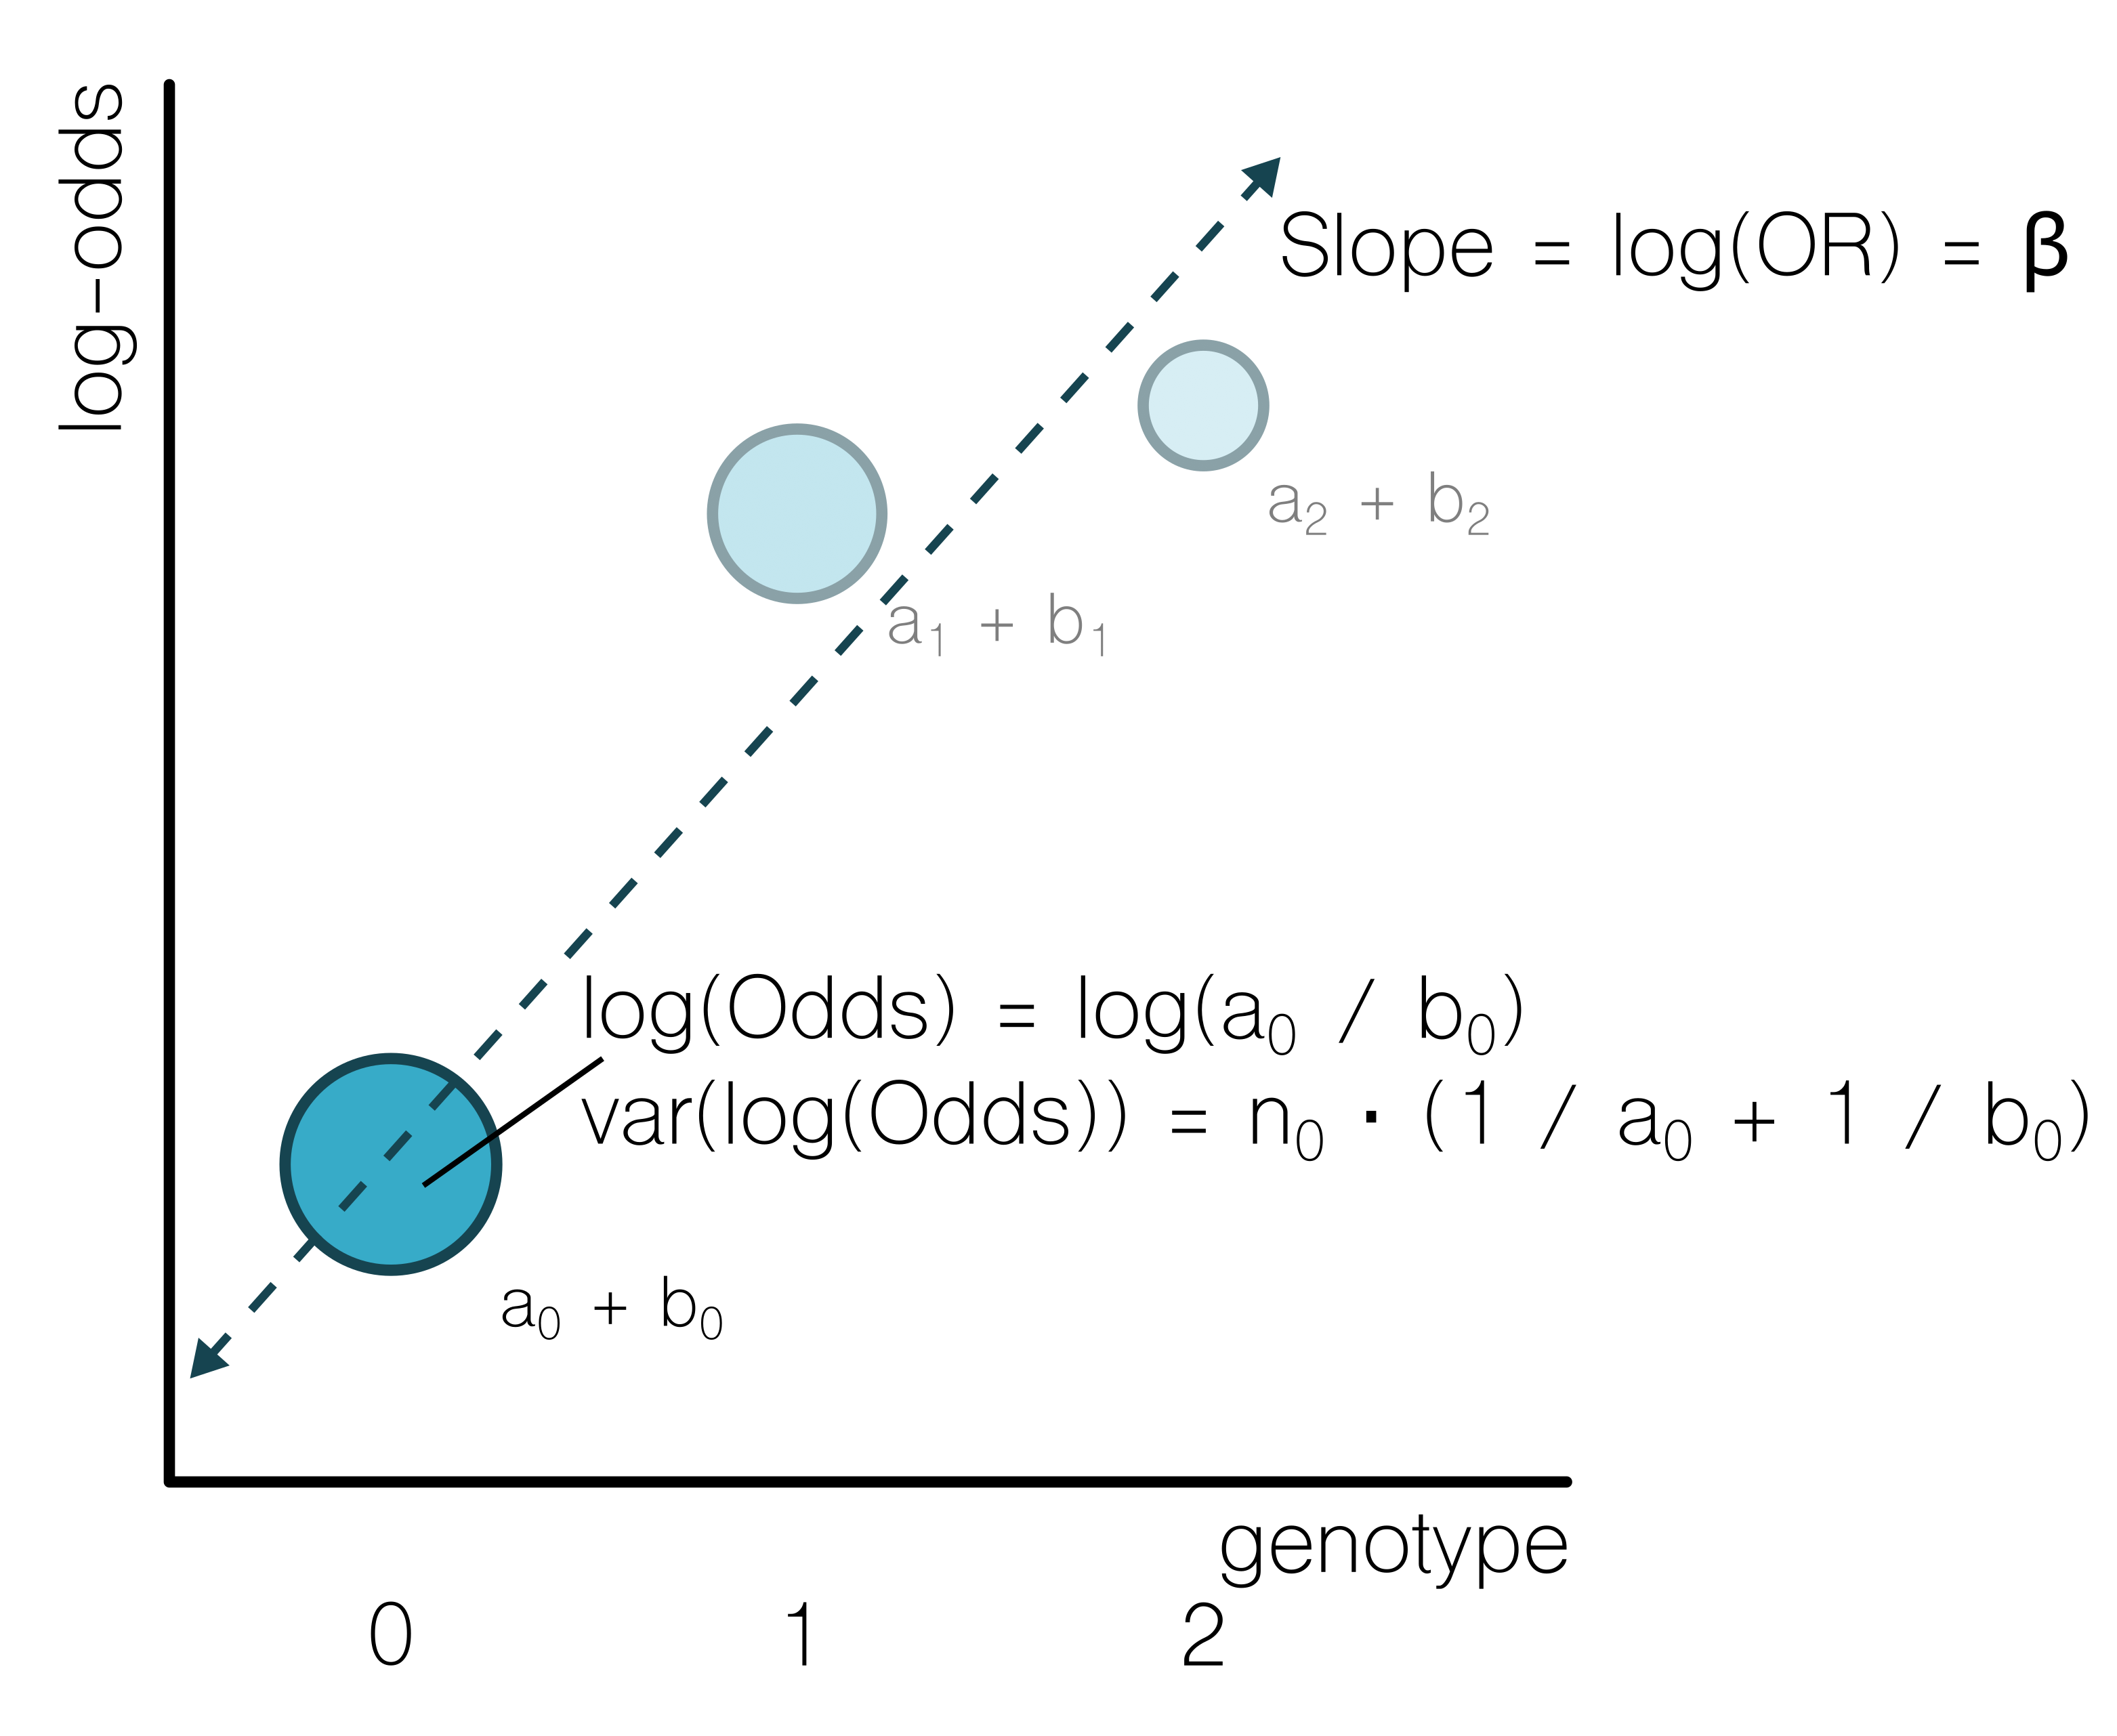 log-odds
Slope = log(OR) = β
a₂ + b₂
a₁ + b₁
log(Odds) = log(a₀ / b₀)
var(log(Odds)) = n₀ · (1 / a₀ + 1 / b₀)
a₀ + b₀
genotype
0 1 2